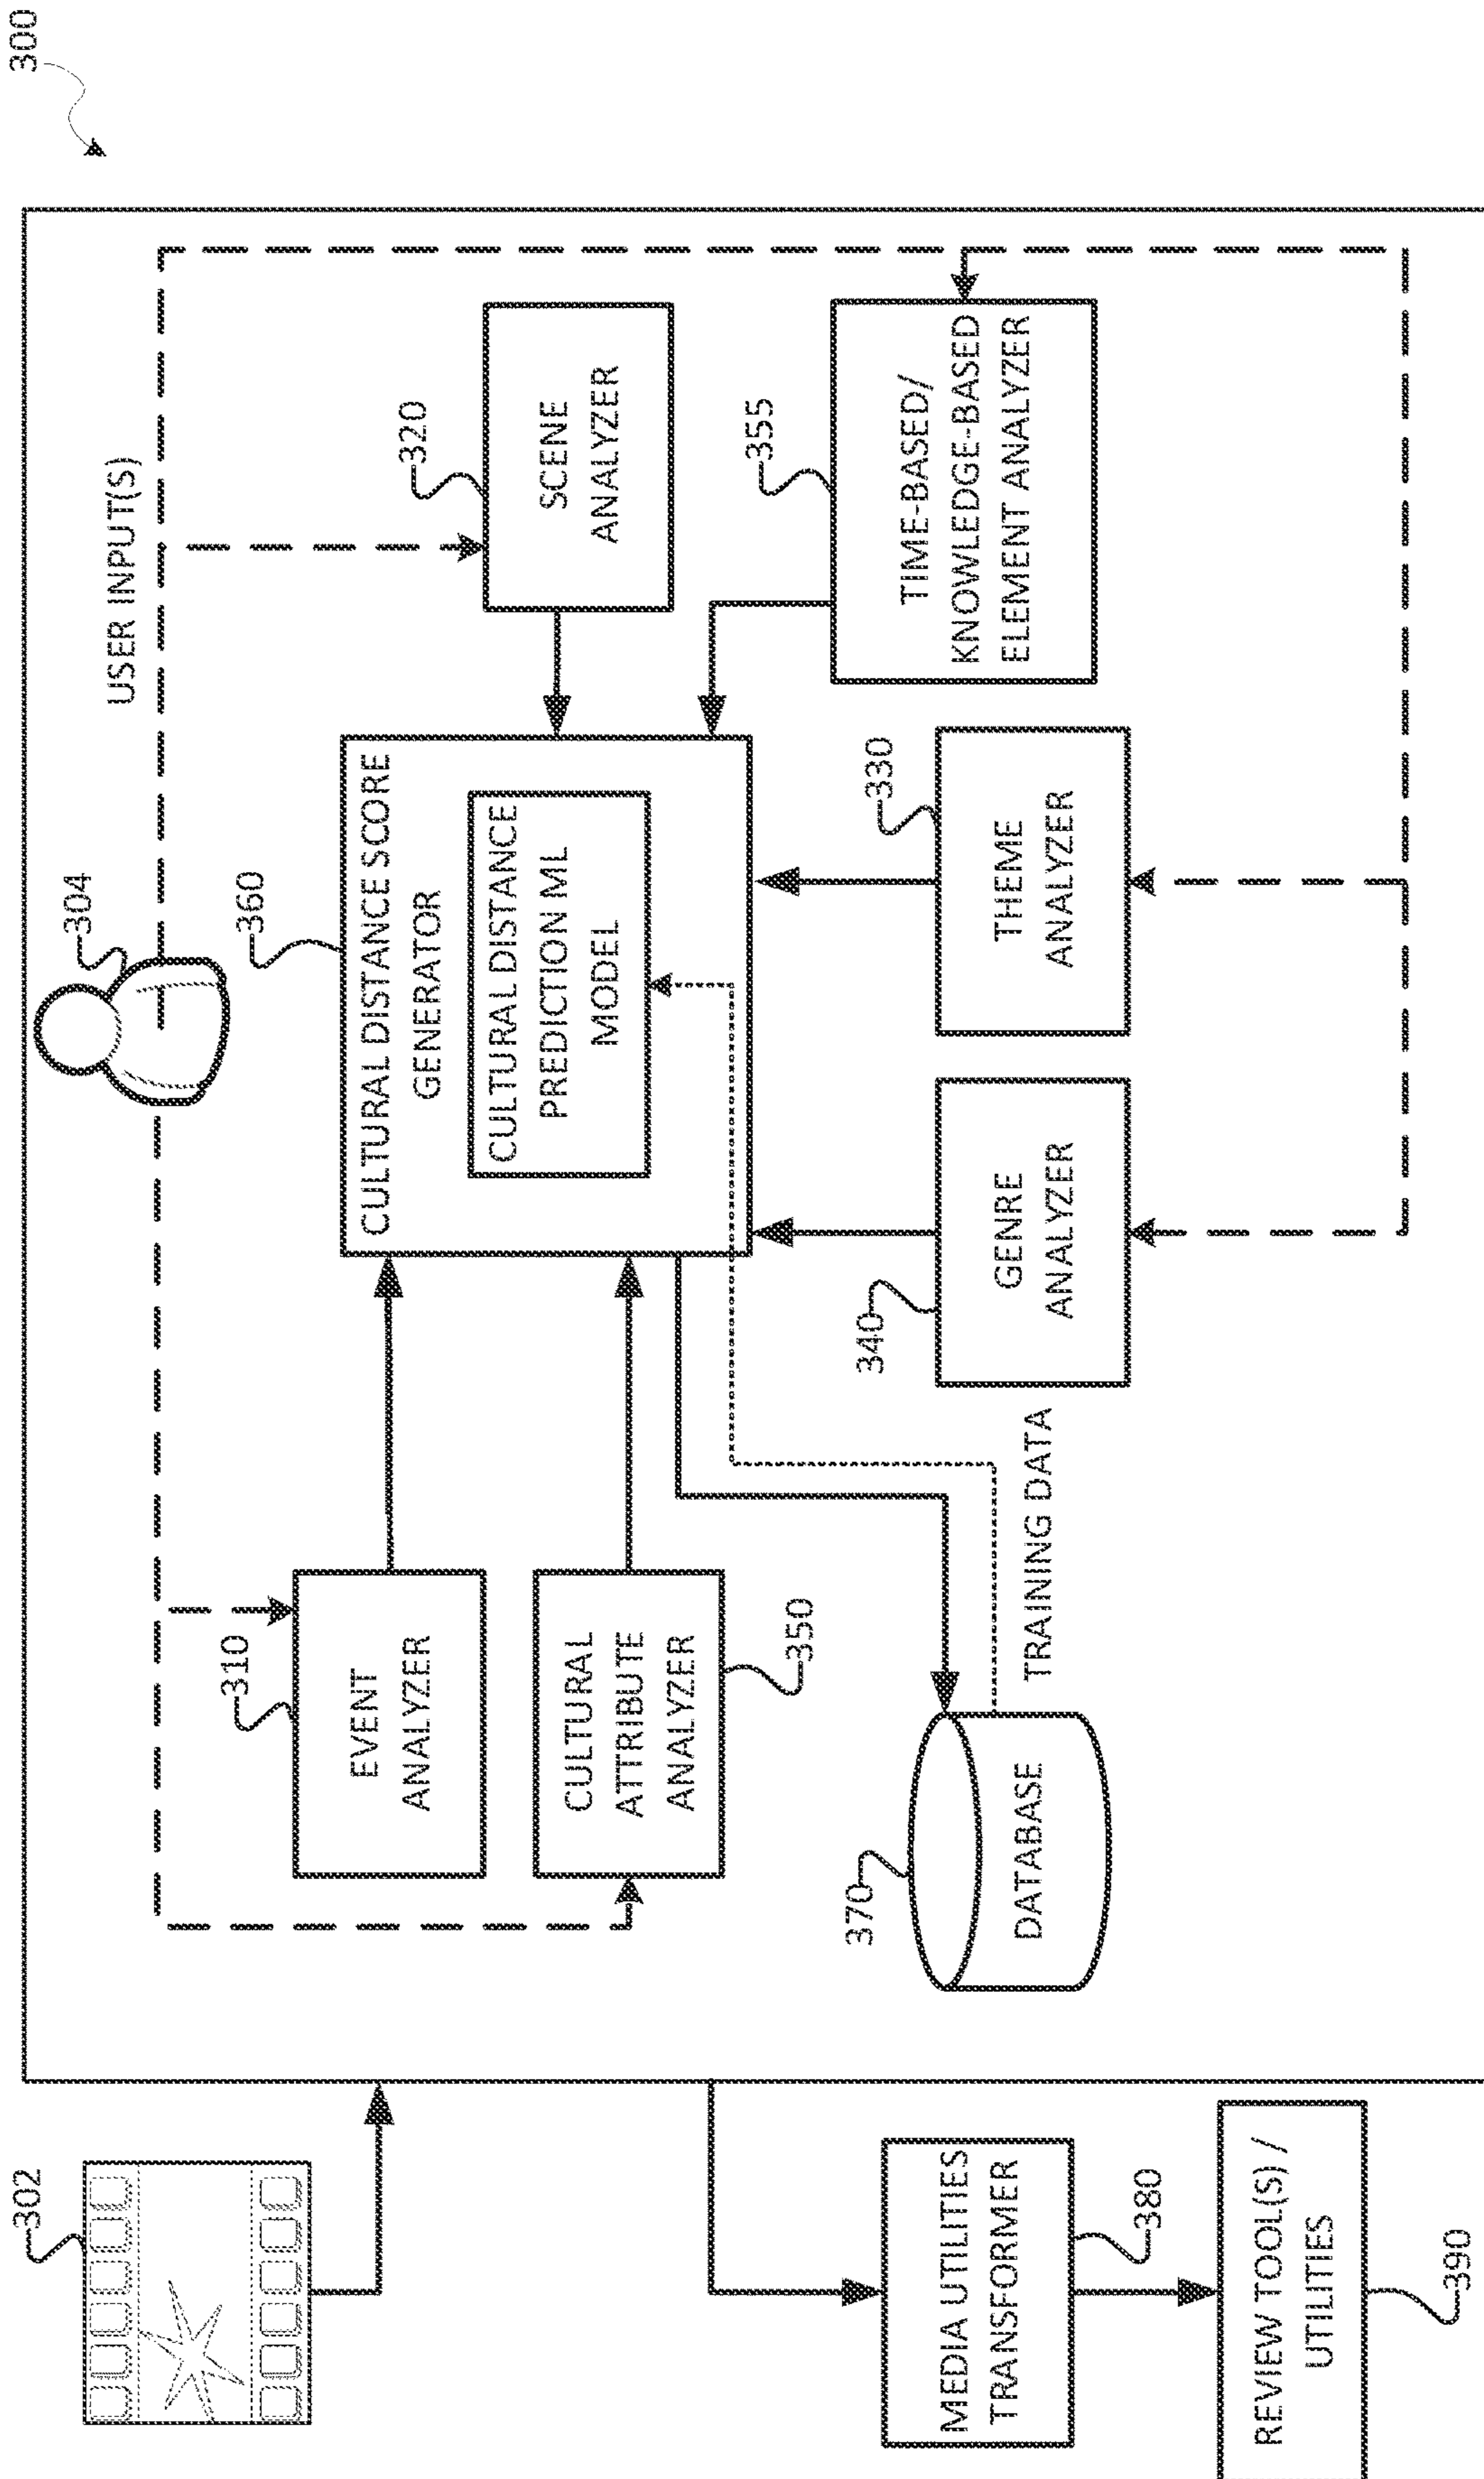 300
302
304
USER INPUT(S)
310
EVENT
ANALYZER
360
CULTURAL DISTANCE SCORE
GENERATOR
CULTURAL DISTANCE
PREDICTION ML
MODEL
320
SCENE
ANALYZER
CULTURAL
ATTRIBUTE
ANALYZER
350
355
TIME-BASED/
KNOWLEDGE-BASED
ELEMENT ANALYZER
370
DATABASE
TRAINING DATA
340
GENRE
ANALYZER
330
THEME
ANALYZER
MEDIA UTILITIES
TRANSFORMER
380
REVIEW TOOL(S) /
UTILITIES
390